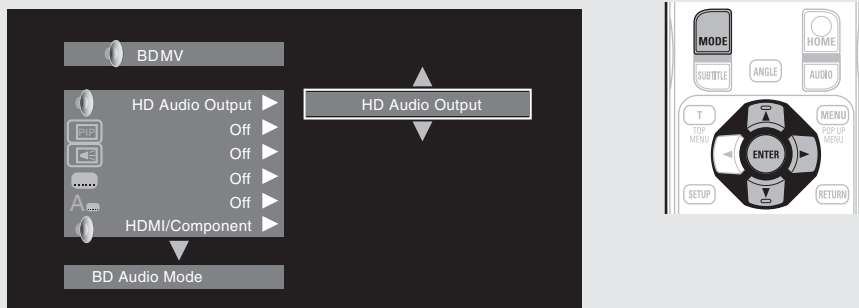 BDMV
HD Audio Output
PIP
Off
Off
Off
A
Off
HDMI/Component
BD Audio Mode
HD Audio Output
MODE
HOME
SUBTITLE
ANGLE
AUDIO
T
TOP MENU
MENU
POP UP MENU
ENTER
SETUP
RETURN